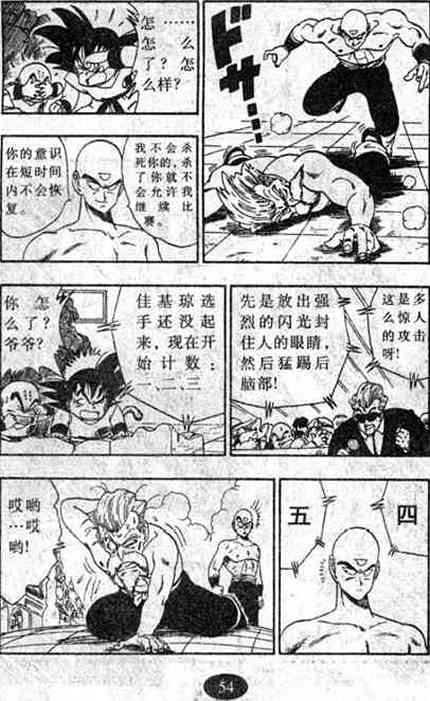 ドサ…
怎……
怎 么
了？怎
么样？
我不会杀
死你的，杀
了你就不
会允许我
继续比
赛。
你的意识
在短时间
内不会恢
复。
这是多
么惊人
的攻击
呀！
先是放出强
烈的闪光封
住人的眼睛，
然后猛踢后
脑部！
佳基琼选
手还没起
来，现在开
始计数：
一、二、三
你 怎
么了？
爷爷？
四
五
哎哟
…哎
哟！
54